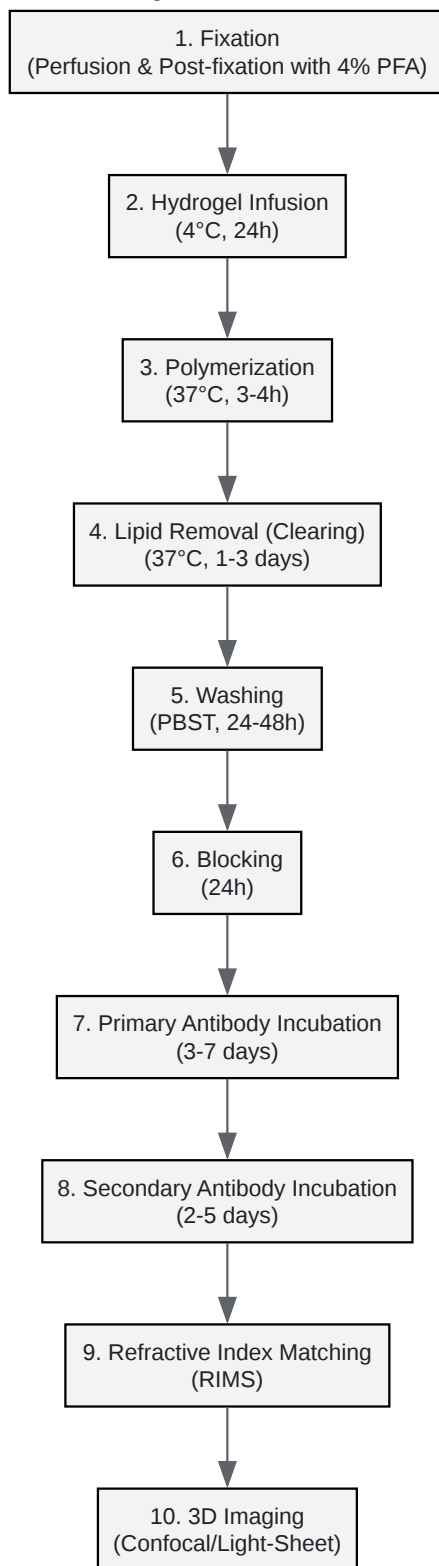 1. Fixation
(Perfusion & Post-fixation with 4% PFA)
2. Hydrogel Infusion
(4°C, 24h)
3. Polymerization
(37°C, 3-4h)
4. Lipid Removal (Clearing)
(37°C, 1-3 days)
5. Washing
(PBST, 24-48h)
6. Blocking
(24h)
7. Primary Antibody Incubation
(3-7 days)
8. Secondary Antibody Incubation
(2-5 days)
9. Refractive Index Matching
(RIMS)
10. 3D Imaging
(Confocal/Light-Sheet)